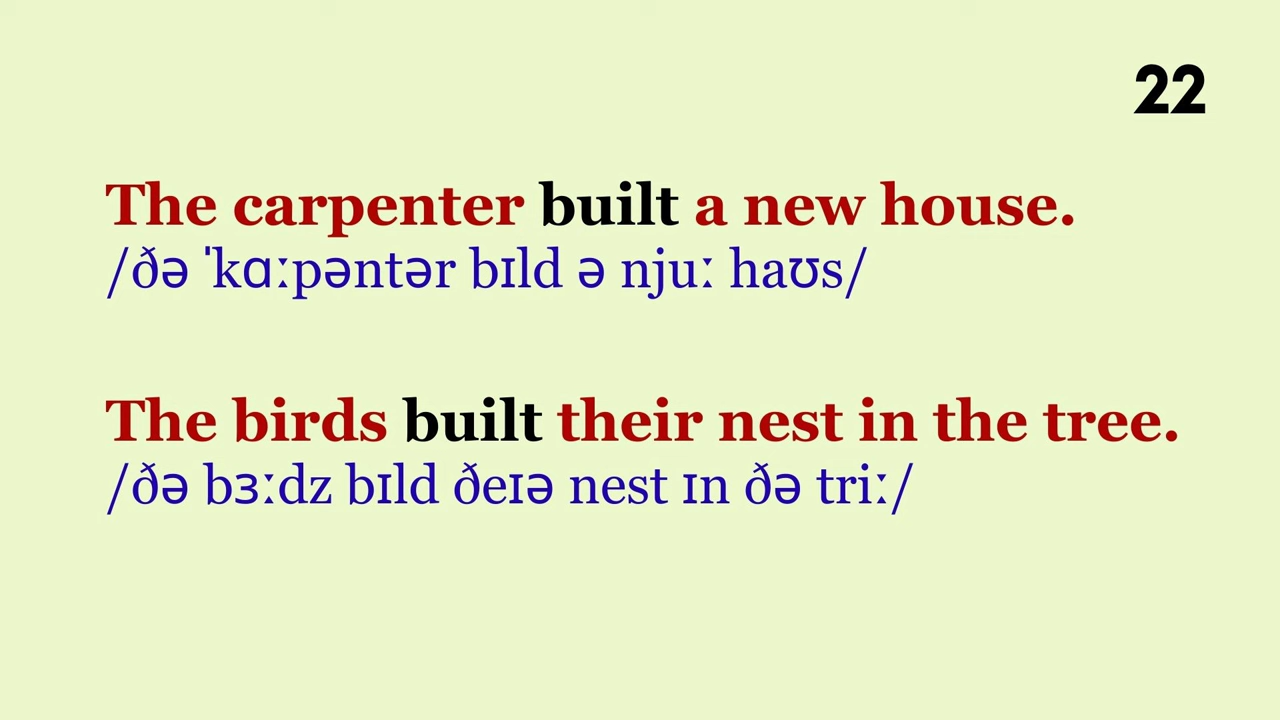 22
The carpenter built a new house.
/ðə ˈkɑːpəntər bɪld ə njuː haʊs/
The birds built their nest in the tree.
/ðə bɜːdz bɪld ðeɪə nest ɪn ðə triː/